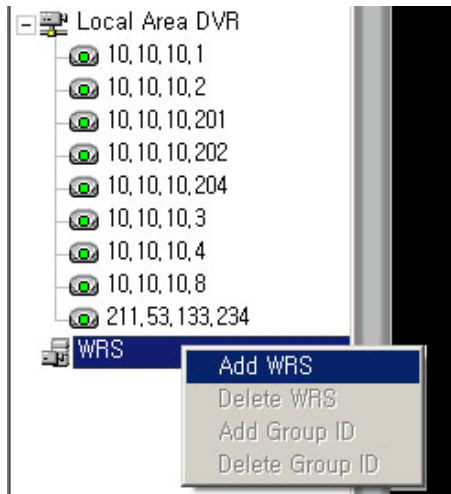 Local Area DVR
10,10,10,1
10,10,10,2
10,10,10,201
10,10,10,202
10,10,10,204
10,10,10,3
10,10,10,4
10,10,10,8
211,53,133,234
WRS
Add WRS
Delete WRS
Add Group ID
Delete Group ID